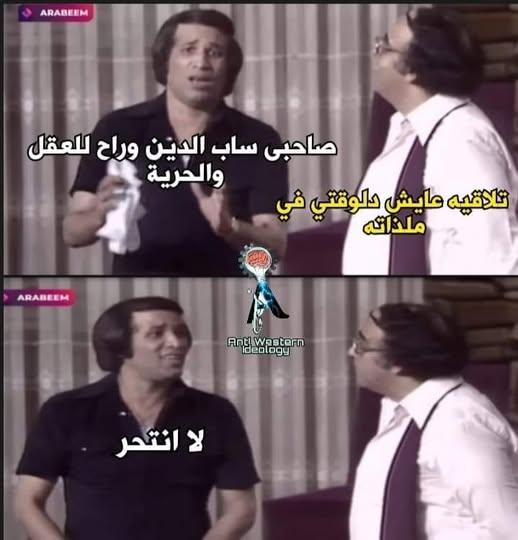 ARABEEM
صاحبى ساب الدين وراح للعقل
والحرية
تلاقيه عايش دلوقتي في
ملذاته
Anti Western
Ideology
ARABEEM
لا انتحر